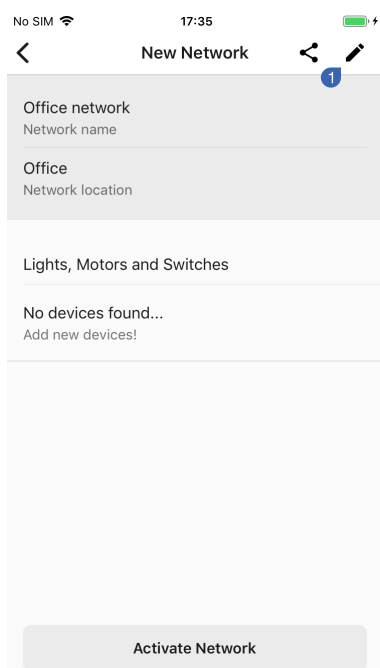 No SIM 17:35
New Network
1
Office network
Network name
Office
Network location
Lights, Motors and Switches
No devices found...
Add new devices!
Activate Network